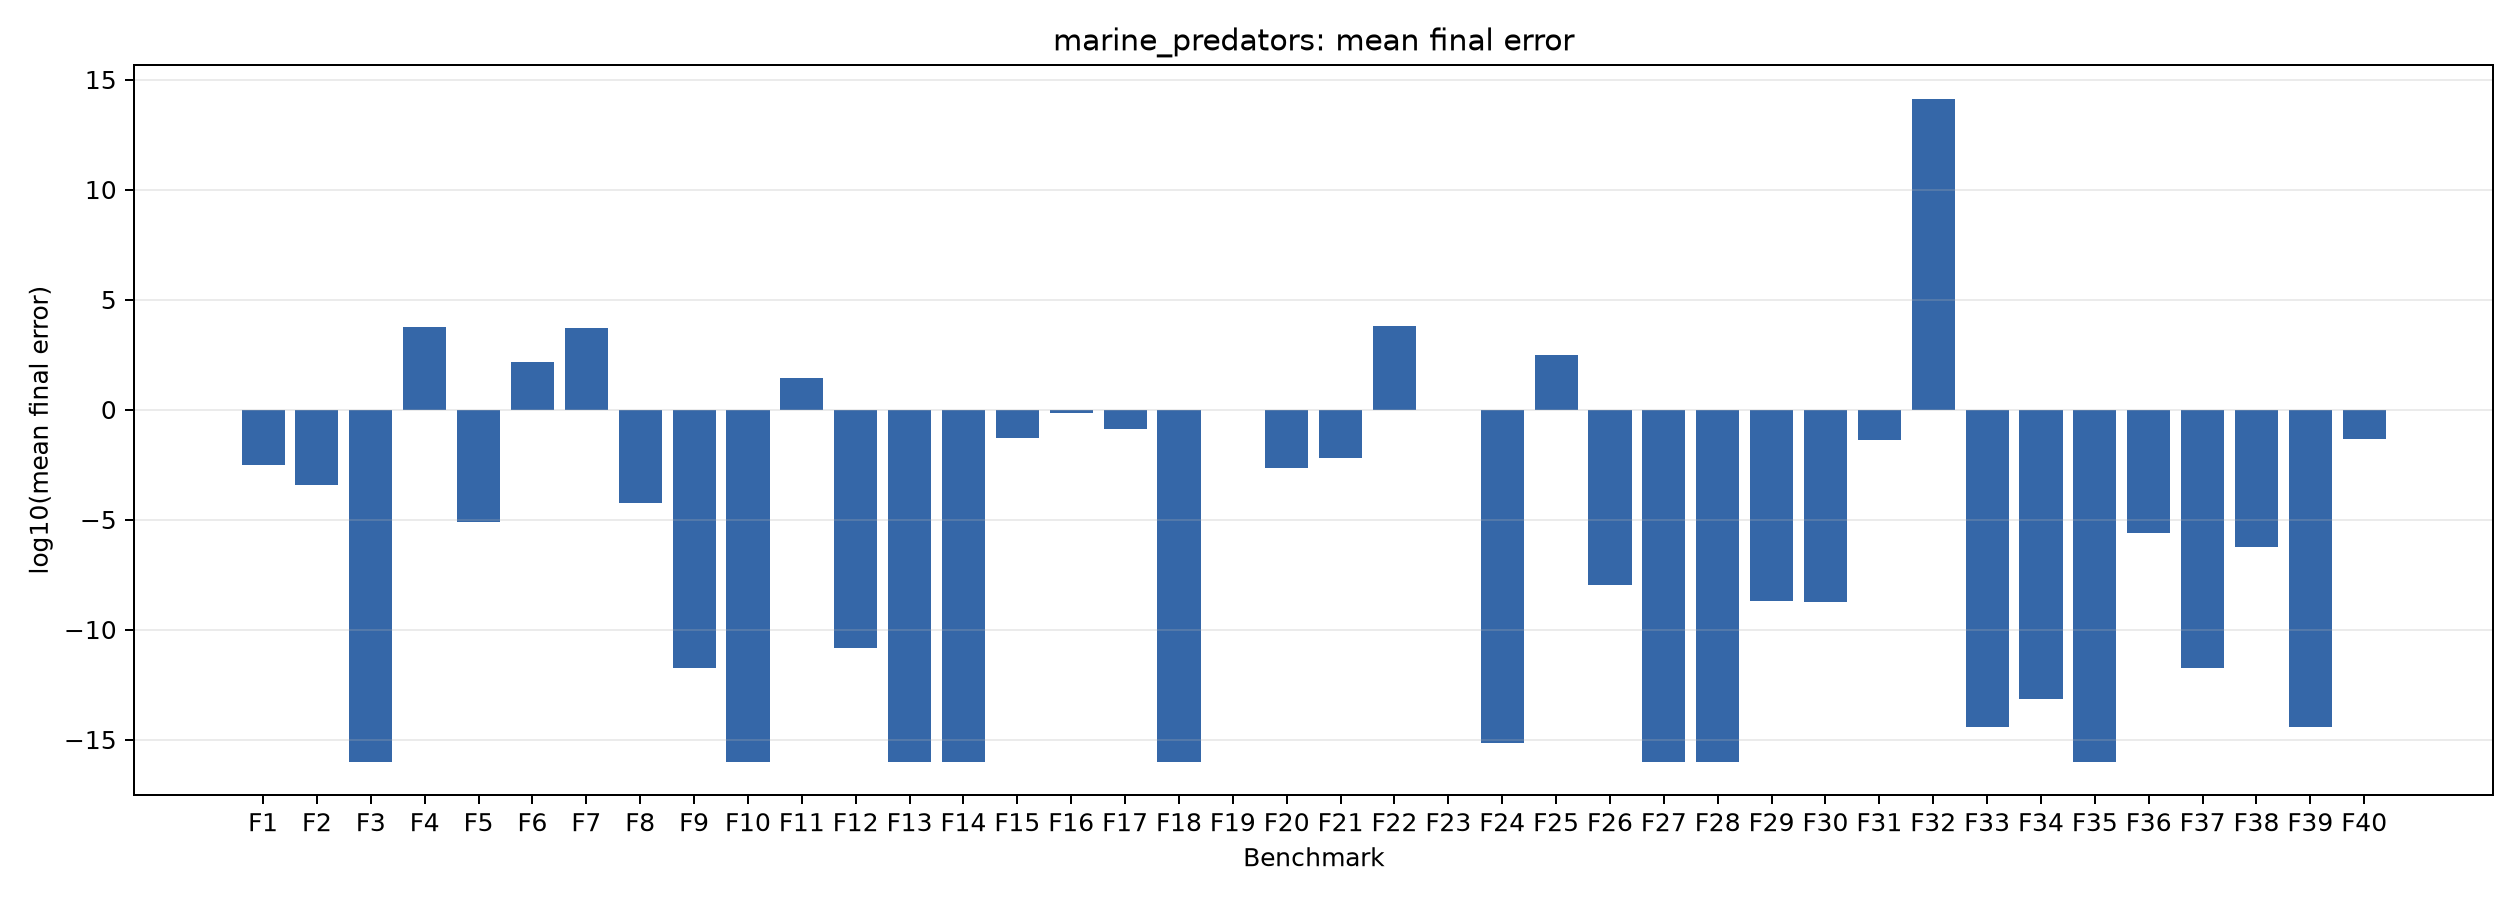 marine_predators: mean final error
log10(mean final error)
15
10
5
0
−5
−10
−15
F1 F2 F3 F4 F5 F6 F7 F8 F9 F10 F11 F12 F13 F14 F15 F16 F17 F18 F19 F20 F21 F22 F23 F24 F25 F26 F27 F28 F29 F30 F31 F32 F33 F34 F35 F36 F37 F38 F39 F40
Benchmark